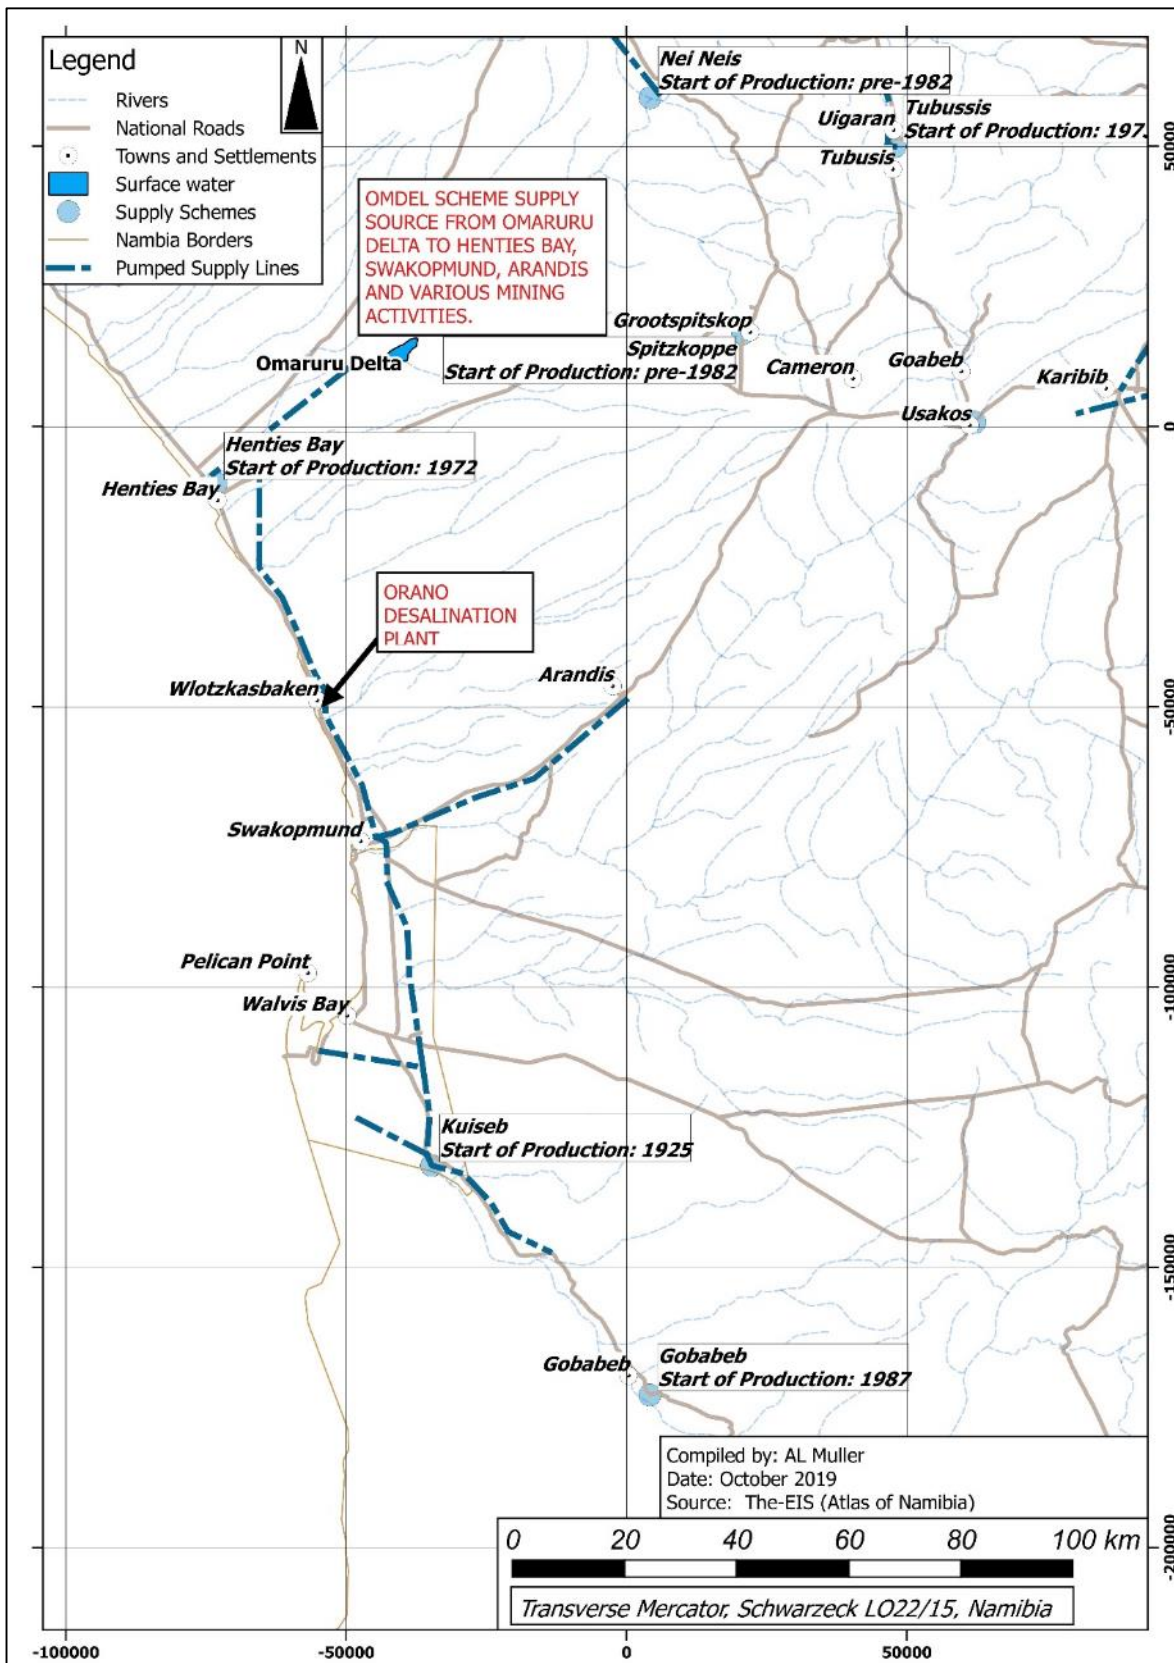 Legend
Rivers
National Roads
Towns and Settlements
Surface water
Supply Schemes
Nambia Borders
Pumped Supply Lines
N
Nei Neis
Start of Production: pre-1982
Uigaran
Tubussis
Start of Production: 197
Tubusis
OMDEL SCHEME SUPPLY
SOURCE FROM OMARURU
DELTA TO HENTIES BAY,
SWAKOPMUND, ARANDIS
AND VARIOUS MINING
ACTIVITIES.
Grootspitskop
Spitzkoppe
Start of Production: pre-1982
Omaruru Delta
Cameron
Goabeb
Karibib
Usakos
Henties Bay
Start of Production: 1972
Henties Bay
ORANO
DESALINATION
PLANT
Wlotzkasbaken
Arandis
Swakopmund
Pelican Point
Walvis Bay
Kuiseb
Start of Production: 1925
Gobabeb
Gobabeb
Start of Production: 1987
Compiled by: AL Muller
Date: October 2019
Source: The-EIS (Atlas of Namibia)
0 20 40 60 80 100 km
Transverse Mercator, Schwarzeck LO22/15, Namibia
50000
0
-50000
-100000
-150000
-200000
-100000 -50000 0 50000